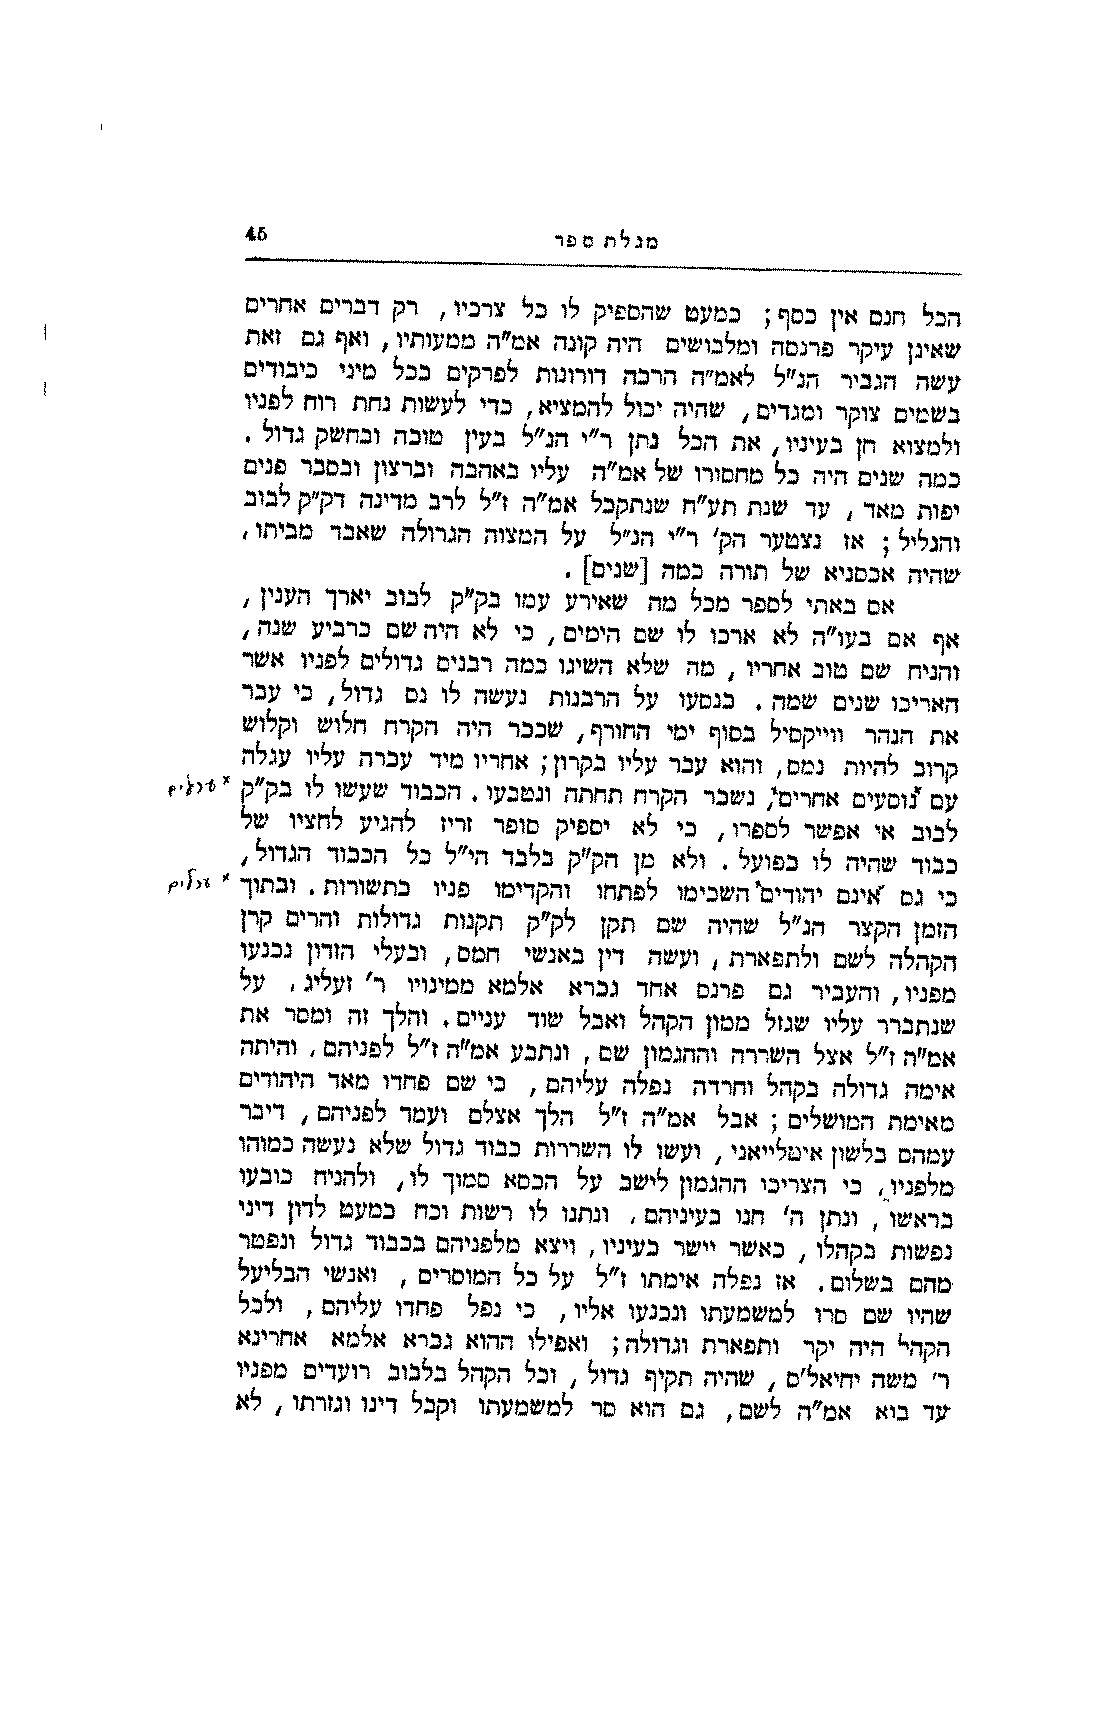 מגלת ספר
45
הכל חנם אין כסף; כמעט שהספיק לו כל צרכיו, רק דברים אחרים
שאינן עיקר פרנסה ומלבושים היה קונה אמ"ה ממעותיו, ואף גם זאת
עשה הגביר הנ"ל לאמ"ה הרבה דורונות לפרקים בכל מיני כיבודים
בשמים צוקר ומגדים, שהיה יכול להמציא, כדי לעשות נחת רוח לפניו
ולמצוא חן בעיניו, את הכל נתן ר"י הנ"ל בעין טובה ובחשק גדול.
כמה שנים היה כל מחסורו של אמ"ה עליו באהבה וברצון ובסבר פנים
יפות מאד, עד שנת תע"ח שנתקבל אמ"ה ז"ל לרב מדינה דק"ק לבוב
והגליל; אז נצטער הק' ר"י הנ"ל על המצוה הגדולה שאבד מביתו,
שהיה אכסניא של תורה כמה [שנים].
אם באתי לספר מכל מה שאירע עמו בק"ק לבוב יארך הענין,
אף אם בעו"ה לא ארכו לו שם הימים, כי לא היה שם כרביע שנה,
והניח שם טוב אחריו, מה שלא השיגו כמה רבנים גדולים לפניו אשר
האריכו שנים שמה. בנסעו על הרבנות נעשה לו נס גדול, כי עבר
את הנהר ווייקסיל בסוף ימי החורף, שכבר היה הקרח חלוש וקלוש
קרוב להיות נמס, והוא עבר עליו בקרון; אחריו מיד עברה עליו עגלה
עם נוסעים אחרים*, נשבר הקרח תחתה ונטבעו. הכבוד שעשו לו בק"ק * ערלים
לבוב אי אפשר לספרו, כי לא יספיק סופר זריז להגיע לחציו של
כבוד שהיה לו בפועל. ולא מן הק"ק בלבד הי"ל כל הכבוד הגדול,
כי גם אינם יהודים* השכימו לפתחו והקדימו פניו בתשורות. ובתוך * ערלים
הזמן הקצר הנ"ל שהיה שם תקן לק"ק תקנות גדולות והרים קרן
הקהלה לשם ולתפארת, ועשה דין באנשי חמס, ובעלי הזדון נכנעו
מפניו, והעביר גם פרנס אחד גברא אלמא ממינויו ר' זעליג, על
שנתברר עליו שגזל ממון הקהל ואכל שוד עניים. והלך זה ומסר את
אמ"ה ז"ל אצל השררה וההגמון שם, ונתבע אמ"ה ז"ל לפניהם, והיתה
אימה גדולה בקהל וחרדה נפלה עליהם, כי שם פחדו מאד היהודים
מאימת המושלים; אבל אמ"ה ז"ל הלך אצלם ועמד לפניהם, דיבר
עמהם בלשון איטלייאני, ועשו לו השררות כבוד גדול שלא נעשה כמוהו
מלפניו, כי הצריכו ההגמון לישב על הכסא סמוך לו, ולהניח כובעו
בראשו, ונתן ה' חנו בעיניהם, ונתנו לו רשות וכח כמעט לדון דיני
נפשות בקהלו, כאשר יישר בעיניו, ויצא מלפניהם בכבוד גדול ונפטר
מהם בשלום. אז נפלה אימתו ז"ל על כל המוסרים, ואנשי הבליעל
שהיו שם סרו למשמעתו ונכנעו אליו, כי נפל פחדו עליהם, ולכל
הקהל היה יקר ותפארת וגדולה; ואפילו ההוא גברא אלמא אחרינא
ר' משה יחיאל'ס, שהיה תקיף גדול, וכל הקהל בלבוב רועדים מפניו
עד בוא אמ"ה לשם, גם הוא סר למשמעתו וקבל דינו וגזרתו, לא